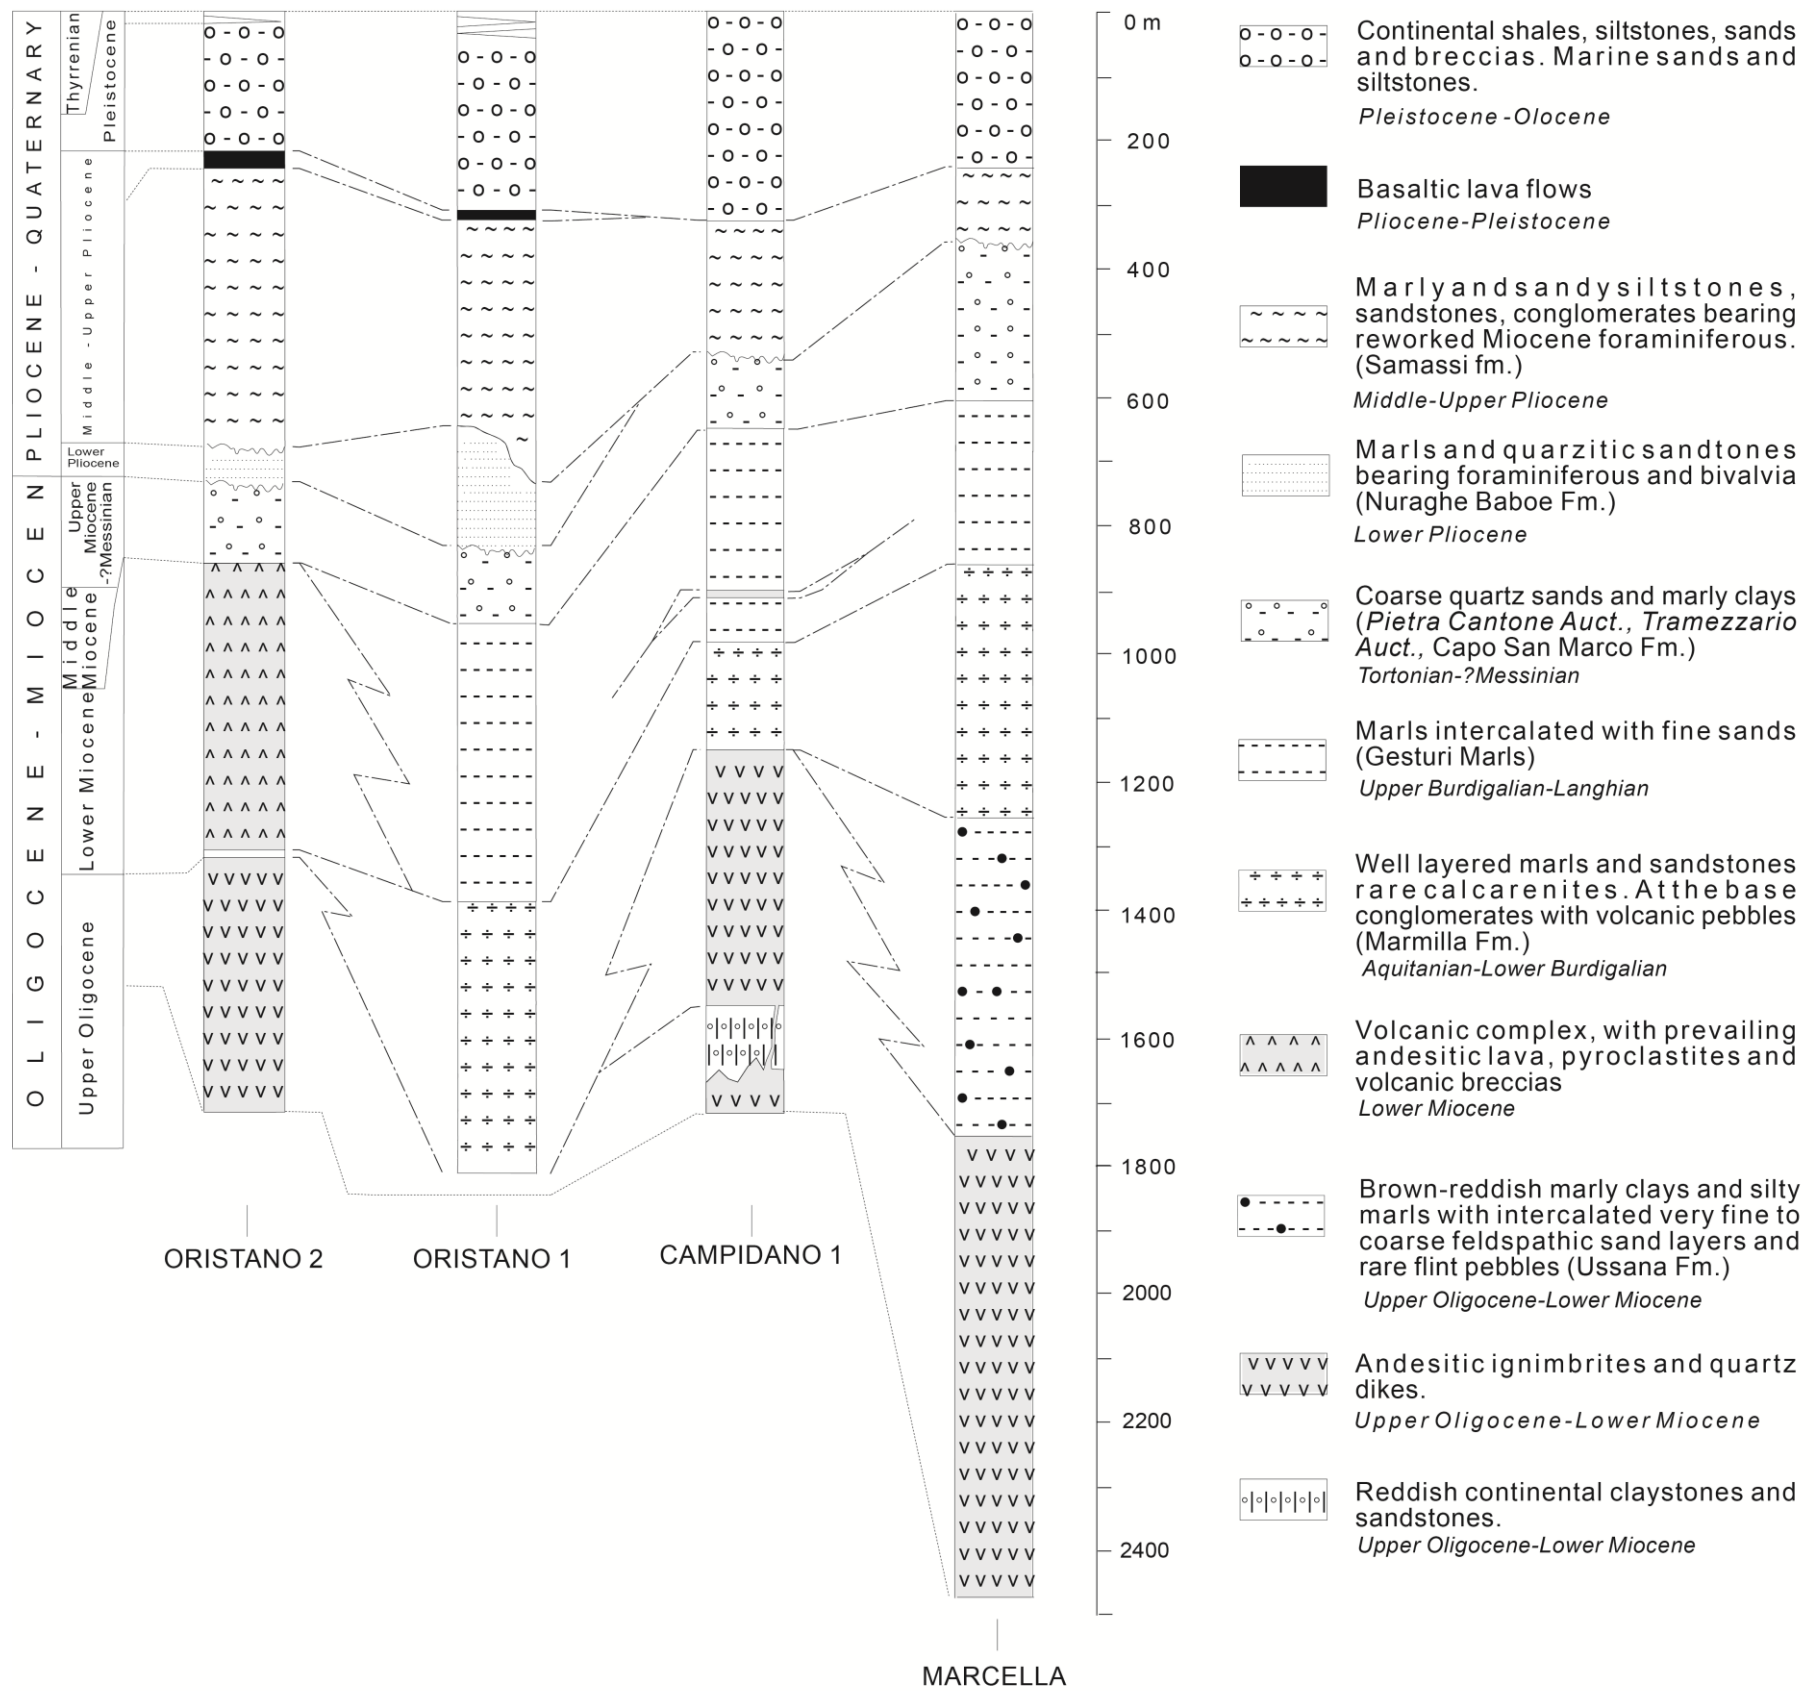 PLIOCENE - QUATERNARY
OLIGOCENE - MIOCEN
Thyrrenian
Pleistocene
Middle - Upper Pliocene
Lower
Pliocene
Upper
Miocene
-?Messinian
Middle
Miocene
Lower Miocene
Upper Oligocene
ORISTANO 2
ORISTANO 1
CAMPIDANO 1
MARCELLA
0 m
200
400
600
800
1000
1200
1400
1600
1800
2000
2200
2400
Continental shales, siltstones, sands
and breccias. Marine sands and
siltstones.
Pleistocene - Olocene
Basaltic lava flows
Pliocene-Pleistocene
Marly and sandy siltstones,
sandstones, conglomerates bearing
reworked Miocene foraminiferous.
(Samassi fm.)
Middle-Upper Pliocene
Marls and quarzitic sandtones
bearing foraminiferous and bivalvia
(Nuraghe Baboe Fm.)
Lower Pliocene
Coarse quartz sands and marly clays
(Pietra Cantone Auct., Tramezzario
Auct., Capo San Marco Fm.)
Tortonian-?Messinian
Marls intercalated with fine sands
(Gesturi Marls)
Upper Burdigalian-Langhian
Well layered marls and sandstones
rare calcarenites. At the base
conglomerates with volcanic pebbles
(Marmilla Fm.)
Aquitanian-Lower Burdigalian
Volcanic complex, with prevailing
andesitic lava, pyroclastites and
volcanic breccias
Lower Miocene
Brown-reddish marly clays and silty
marls with intercalated very fine to
coarse feldspathic sand layers and
rare flint pebbles (Ussana Fm.)
Upper Oligocene-Lower Miocene
Andesitic ignimbrites and quartz
dikes.
Upper Oligocene-Lower Miocene
Reddish continental claystones and
sandstones.
Upper Oligocene-Lower Miocene